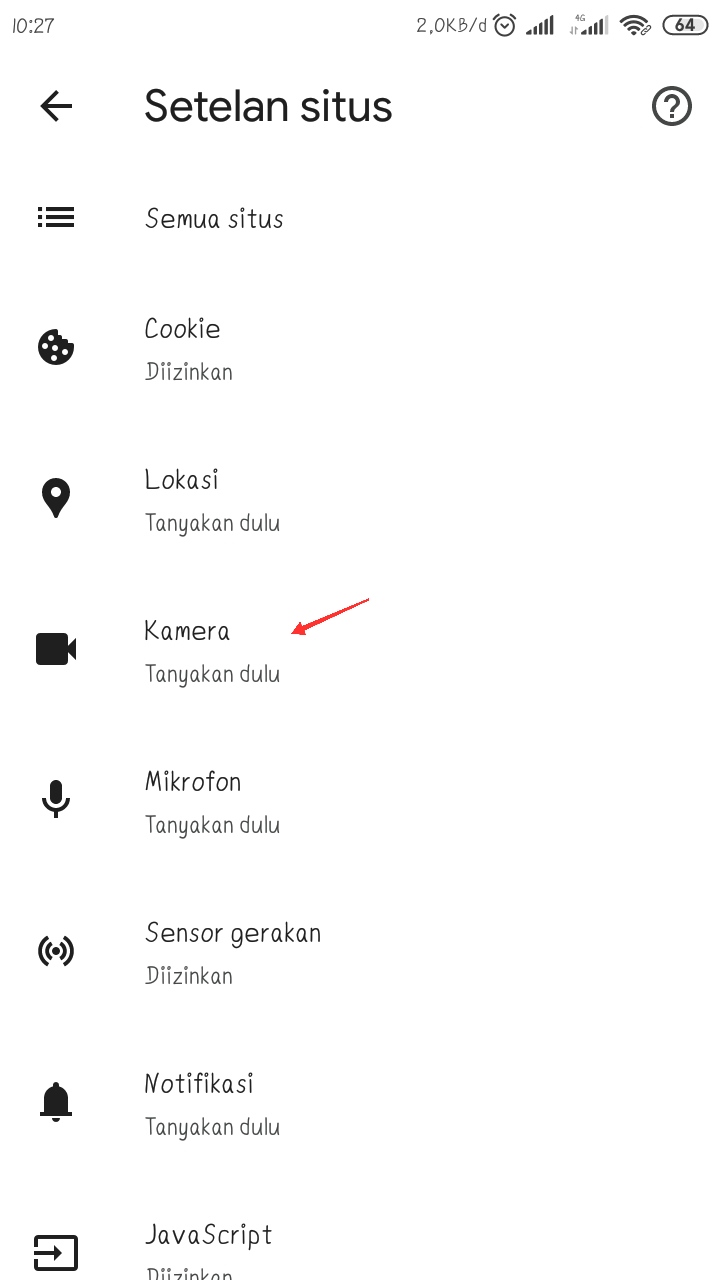 10:27
2,0KB/d 4G 64
Setelan situs
Semua situs
Cookie
Diizinkan
Lokasi
Tanyakan dulu
Kamera
Tanyakan dulu
Mikrofon
Tanyakan dulu
Sensor gerakan
Diizinkan
Notifikasi
Tanyakan dulu
JavaScript
Diizinkan